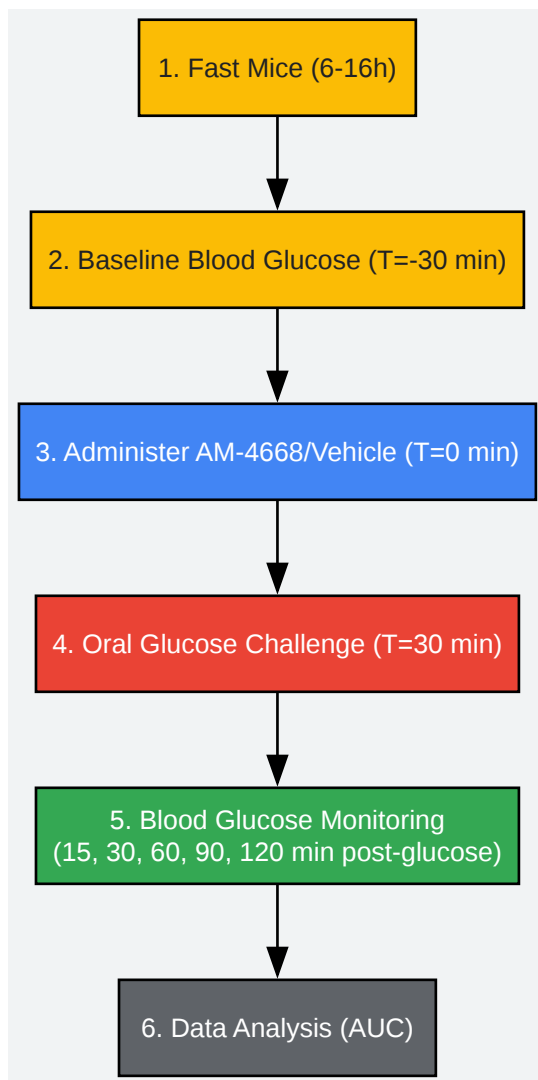 1. Fast Mice (6-16h)
2. Baseline Blood Glucose (T=-30 min)
3. Administer AM-4668/Vehicle (T=0 min)
4. Oral Glucose Challenge (T=30 min)
5. Blood Glucose Monitoring
(15, 30, 60, 90, 120 min post-glucose)
6. Data Analysis (AUC)